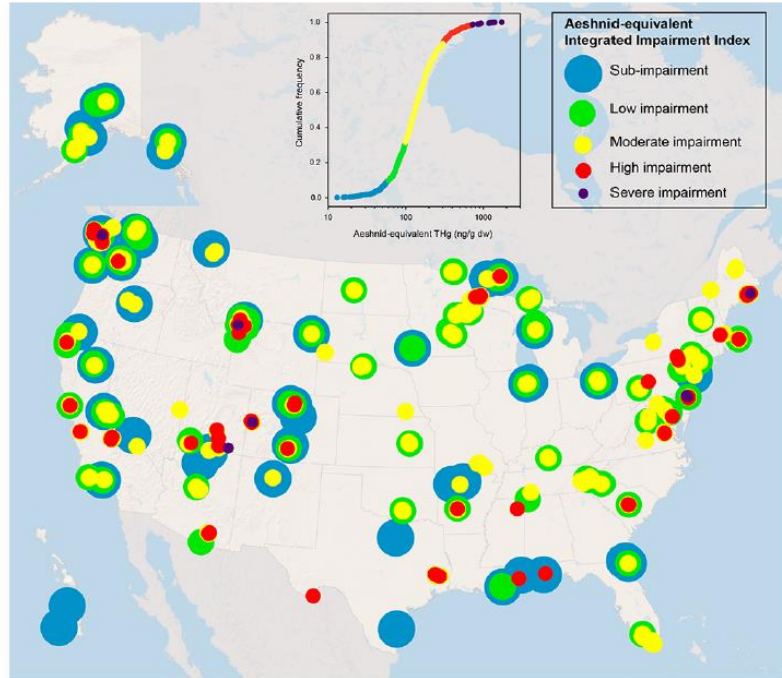 Aeshnid-equivalent
Integrated Impairment Index
Sub-impairment
Low impairment
Moderate impairment
High impairment
Severe impairment
Cumulative frequency
1.0
0.8
0.6
0.4
0.2
0.0
10
100
1000
Aeshnid-equivalent THg (ng/g dw)